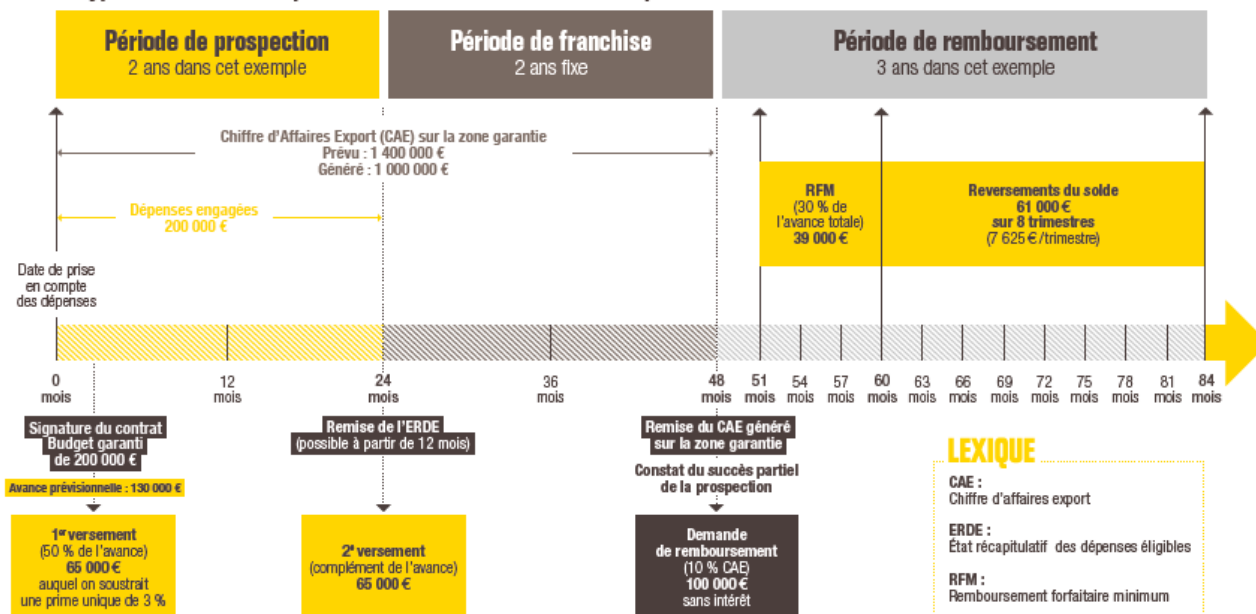 Période de prospection
2 ans dans cet exemple
Période de franchise
2 ans fixe
Période de remboursement
3 ans dans cet exemple
Chiffre d'Affaires Export (CAE) sur la zone garantie
Prévu : 1 400 000 €
Généré : 1 000 000 €
Dépenses engagées
200 000 €
RFM
(30 % de
l'avance totale)
39 000 €
Reversements du solde
61 000 €
sur 8 trimestres
(7 625 €/trimestre)
Date de prise
en compte
des dépenses
0
mois
12
mois
24
mois
36
mois
48
mois
51
mois
54
mois
57
mois
60
mois
63
mois
66
mois
69
mois
72
mois
75
mois
78
mois
81
mois
84
mois
Signature du contrat
Budget garanti
de 200 000 €
Avance prévisionnelle : 130 000 €
1er versement
(50 % de l'avance)
65 000 €
auquel on soustrait
une prime unique de 3 %
Remise de l'ERDE
(possible à partir de 12 mois)
2e versement
(complément de l'avance)
65 000 €
Remise du CAE généré
sur la zone garantie
Constat du succès partiel
de la prospection
Demande
de remboursement
(10 % CAE)
100 000 €
sans intérêt
LEXIQUE
CAE :
Chiffre d'affaires export
ERDE :
État récapitulatif des dépenses éligibles
RFM :
Remboursement forfaitaire minimum